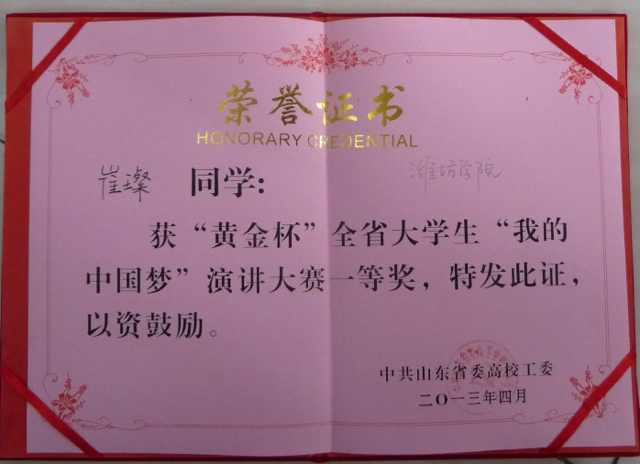 荣誉证书
HONORARY CREDENTIAL
崔璨 同学: 潍坊学院
获“黄金杯”全省大学生“我的
中国梦”演讲大赛一等奖，特发此证，
以资鼓励。
中共山东省委高校工委
二〇一三年四月